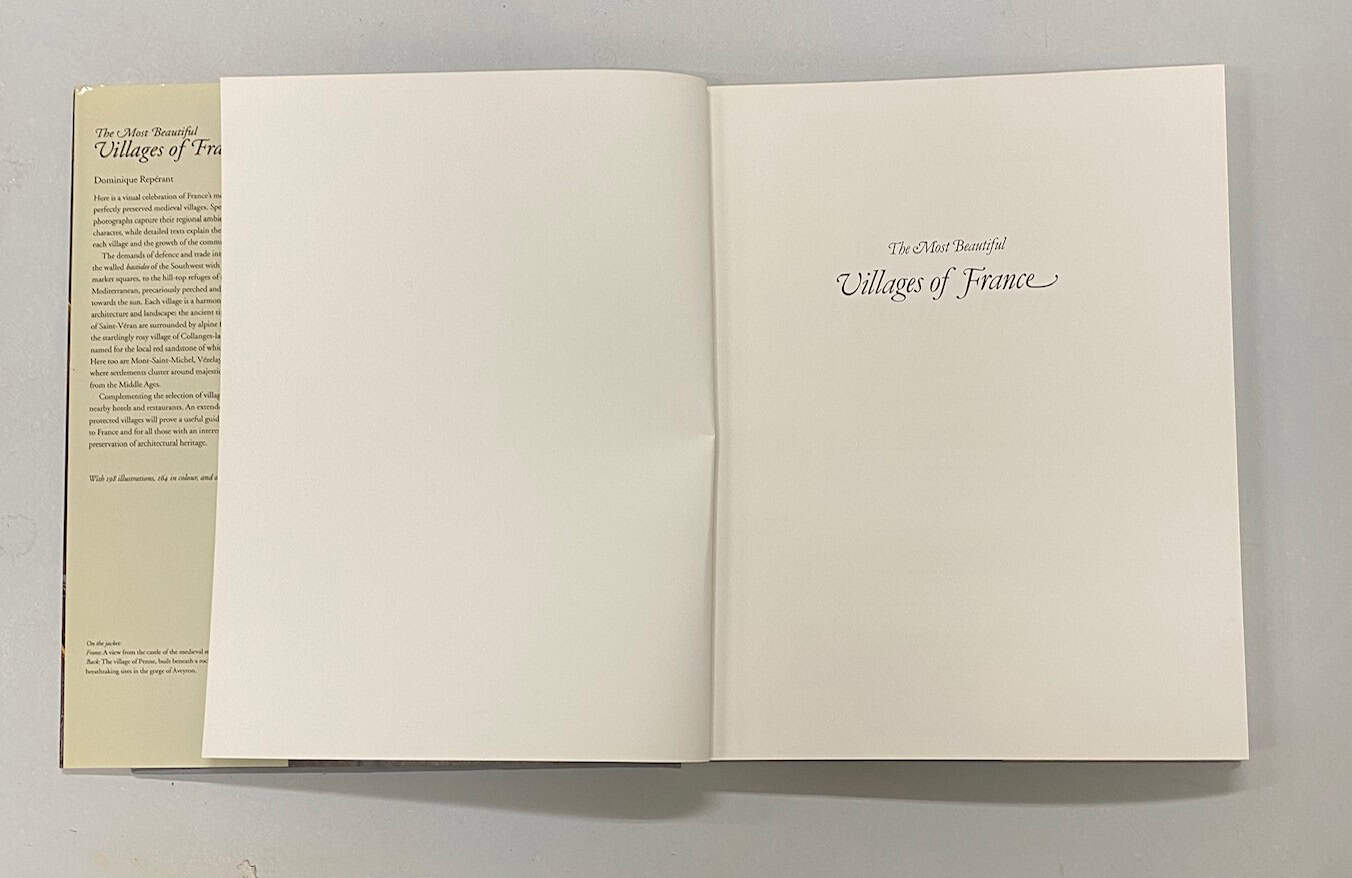 The Most Beautiful
Villages of Fra
Dominique Repérant
Here is a visual celebration of France's m
perfectly preserved medieval villages. Spe
photographs capture their regional ambi
character, while detailed texts explain the
each village and the growth of the comm
The demands of defence and trade int
the walled bastides of the Southwest with
market squares, to the hill-top refuges of
Mediterranean, precariously perched and
towards the sun. Each village is a harmon
architecture and landscape; the ancient
of Saint-Véran are surrounded by alpine
the startlingly rosy village of Collanges-la
named for the local red sandstone of whic
Here too are Mont-Saint-Michel, Vézelay
where settlements cluster around majestic
from the Middle Ages.
Complementing the selection of villag
nearby hotels and restaurants. An extend
protected villages will prove a useful guid
to France and for all those with an interes
preservation of architectural heritage.
With 198 illustrations, 164 in colour, and
On the jacket:
Front: A view from the castle of the medieval
Back: The village of Penne, built beneath a roc
breathtaking sites in the gorge of Aveyron.
The Most Beautiful
Villages of France